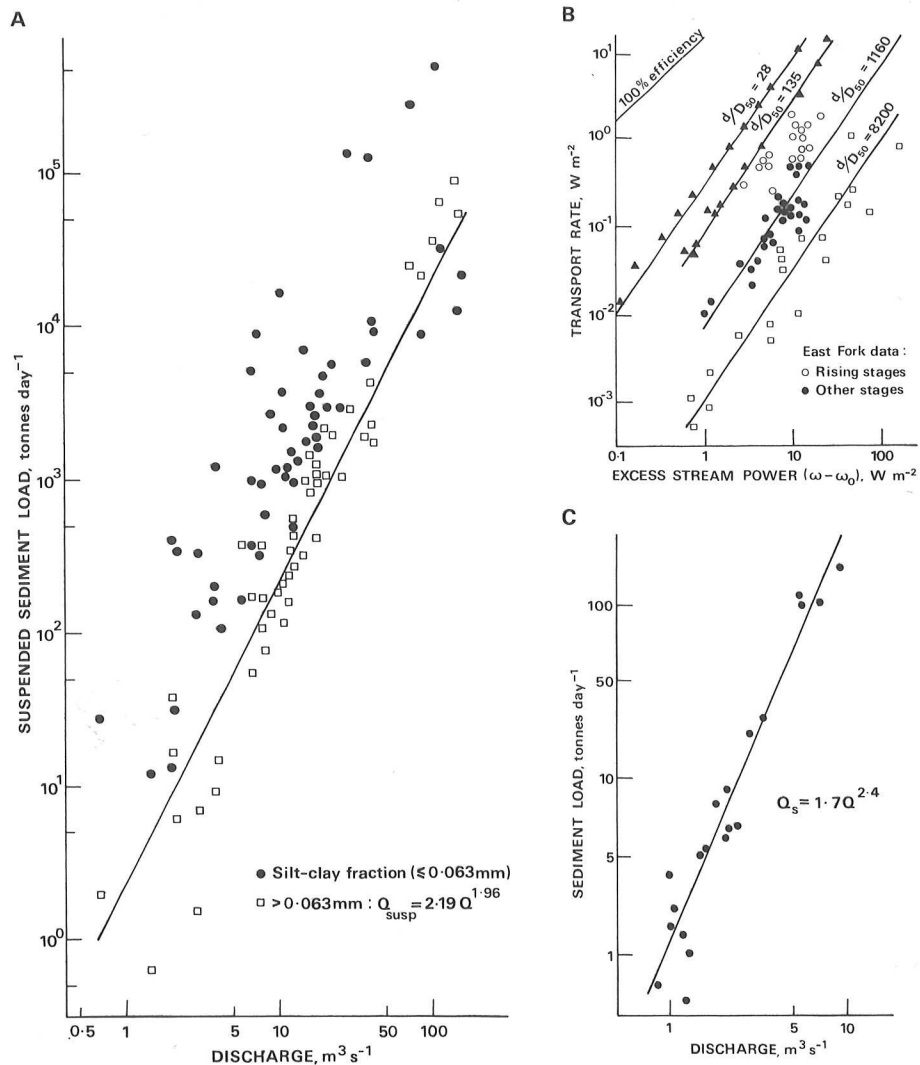 A
SUSPENDED SEDIMENT LOAD, tonnes day⁻¹
10⁵
10⁴
10³
10²
10¹
10⁰
● Silt-clay fraction (≤0·063mm)
□ >0·063mm : Q_susp = 2·19 Q^1·96
0·5 1 5 10 50 100
DISCHARGE, m³ s⁻¹
B
TRANSPORT RATE, W m⁻²
10¹
10⁰
10⁻¹
10⁻²
10⁻³
100% efficiency
d/D₅₀ = 28
d/D₅₀ = 135
d/D₅₀ = 1160
d/D₅₀ = 8200
East Fork data :
○ Rising stages
● Other stages
0·1 1 10 100
EXCESS STREAM POWER (ω−ω₀), W m⁻²
C
SEDIMENT LOAD, tonnes day⁻¹
100
50
10
5
1
Qₛ = 1·7Q^2·4
1 5 10
DISCHARGE, m³ s⁻¹